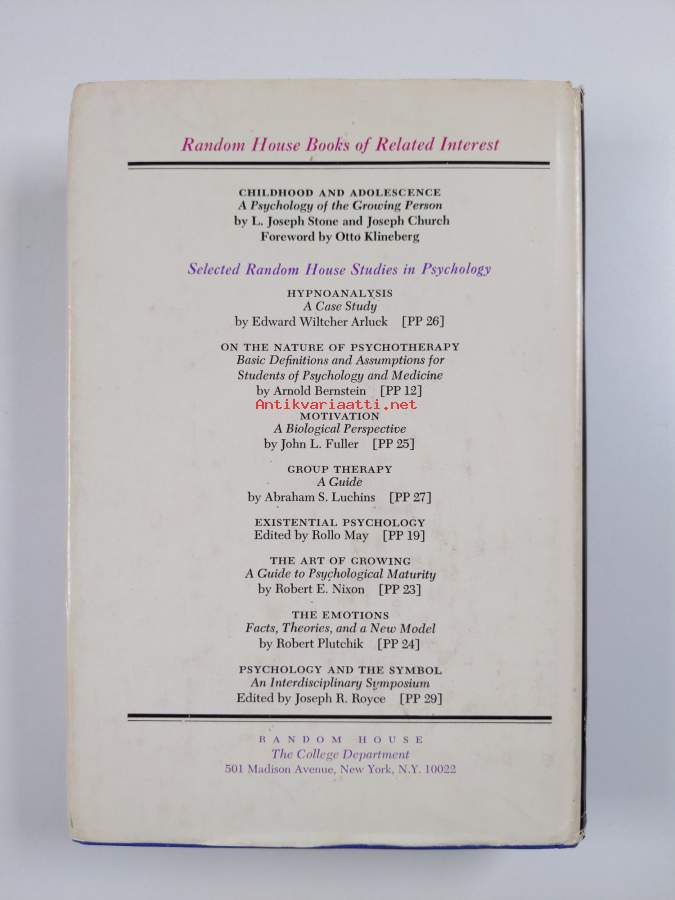 Random House Books of Related Interest
CHILDHOOD AND ADOLESCENCE
A Psychology of the Growing Person
by L. Joseph Stone and Joseph Church
Foreword by Otto Klineberg
Selected Random House Studies in Psychology
HYPNOANALYSIS
A Case Study
by Edward Wiltcher Arluck [PP 26]
ON THE NATURE OF PSYCHOTHERAPY
Basic Definitions and Assumptions for
Students of Psychology and Medicine
by Arnold Bernstein [PP 12]
Antikvariaatti.net
MOTIVATION
A Biological Perspective
by John L. Fuller [PP 25]
GROUP THERAPY
A Guide
by Abraham S. Luchins [PP 27]
EXISTENTIAL PSYCHOLOGY
Edited by Rollo May [PP 19]
THE ART OF GROWING
A Guide to Psychological Maturity
by Robert E. Nixon [PP 23]
THE EMOTIONS
Facts, Theories, and a New Model
by Robert Plutchik [PP 24]
PSYCHOLOGY AND THE SYMBOL
An Interdisciplinary Symposium
Edited by Joseph R. Royce [PP 29]
RANDOM HOUSE
The College Department
501 Madison Avenue, New York, N.Y. 10022